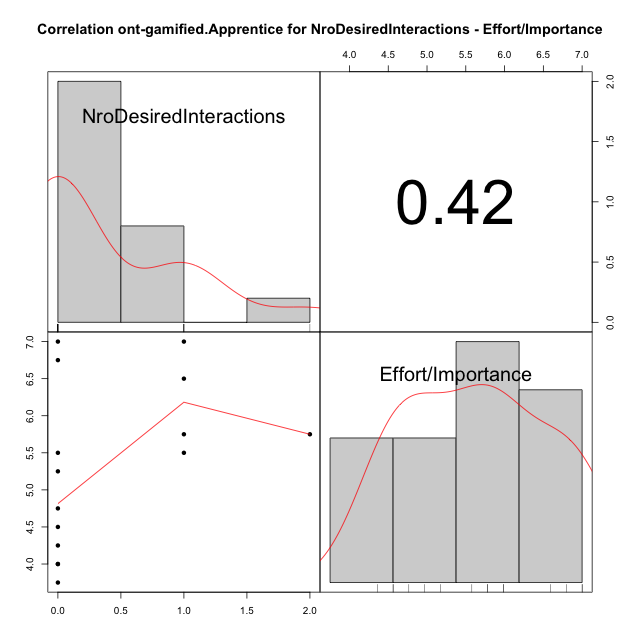 Correlation ont-gamified.Apprentice for NroDesiredInteractions - Effort/Importance
4.0 4.5 5.0 5.5 6.0 6.5 7.0
NroDesiredInteractions
0.42
2.0
1.5
1.0
0.5
0.0
7.0
6.5
6.0
5.5
5.0
4.5
4.0
Effort/Importance
0.0 0.5 1.0 1.5 2.0